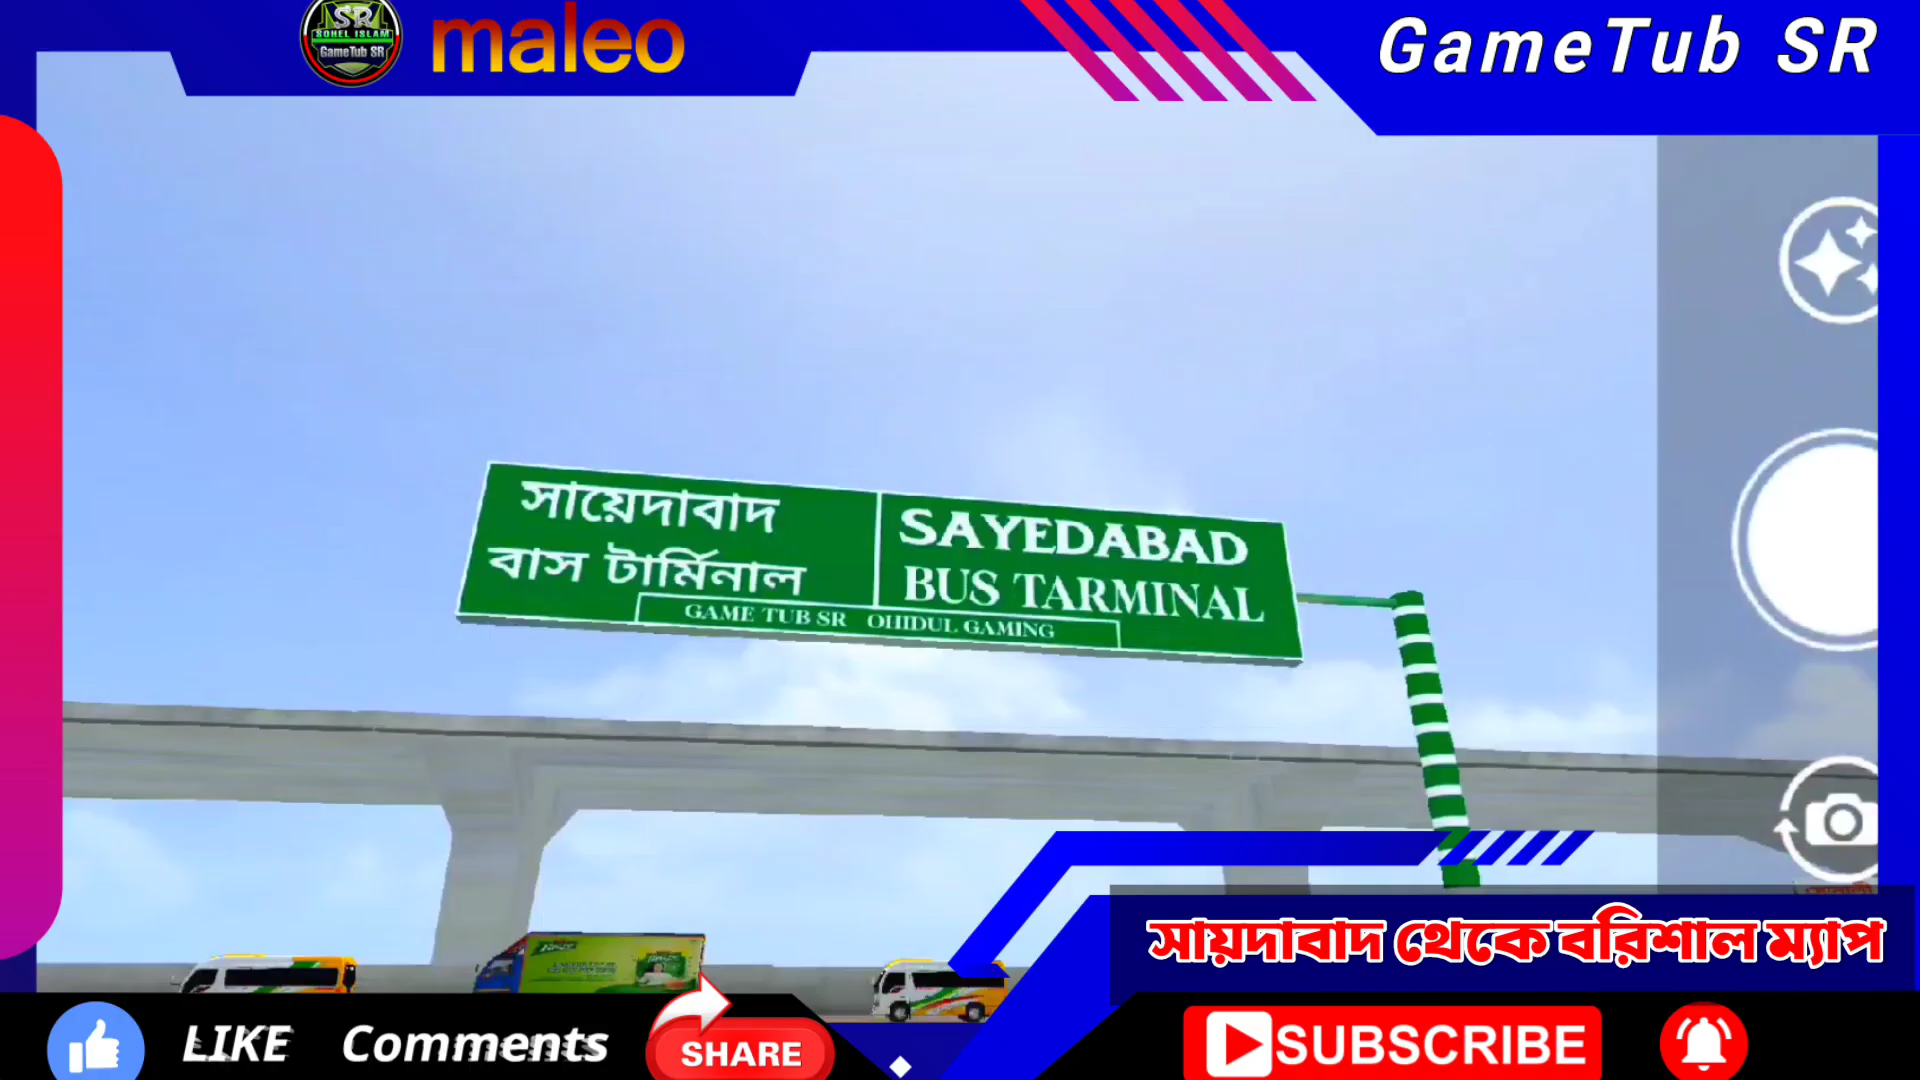 SR
SOHEL ISLAM
GameTub SR
maleo
GameTub SR
সায়েদাবাদ
বাস টার্মিনাল
SAYEDABAD
BUS TARMINAL
GAME TUB SR OHIDUL GAMING
সায়দাবাদ থেকে বরিশাল ম্যাপ
LIKE
Comments
SHARE
SUBSCRIBE